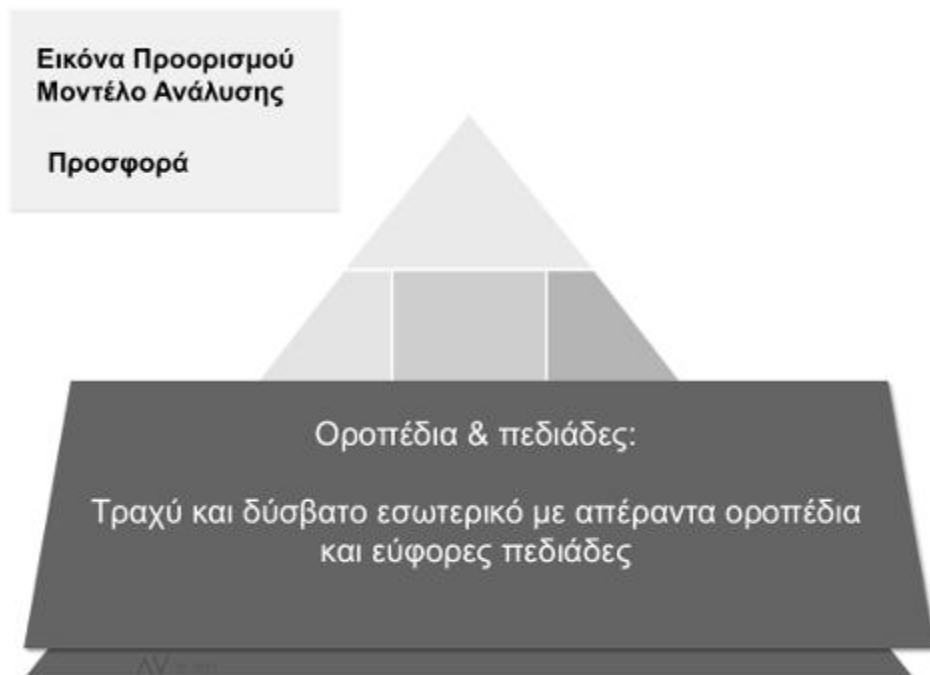 Εικόνα Προορισμού
Μοντέλο Ανάλυσης
Προσφορά
Οροπέδια & πεδιάδες:
Τραχύ και δύσβατο εσωτερικό με απέραντα οροπέδια
και εύφορες πεδιάδες